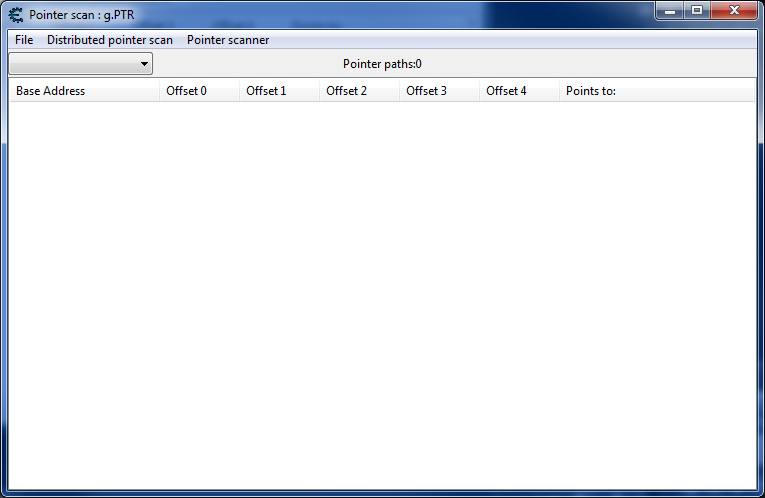 Pointer scan : g.PTR
File Distributed pointer scan Pointer scanner
Pointer paths:0
Base Address Offset 0 Offset 1 Offset 2 Offset 3 Offset 4 Points to: